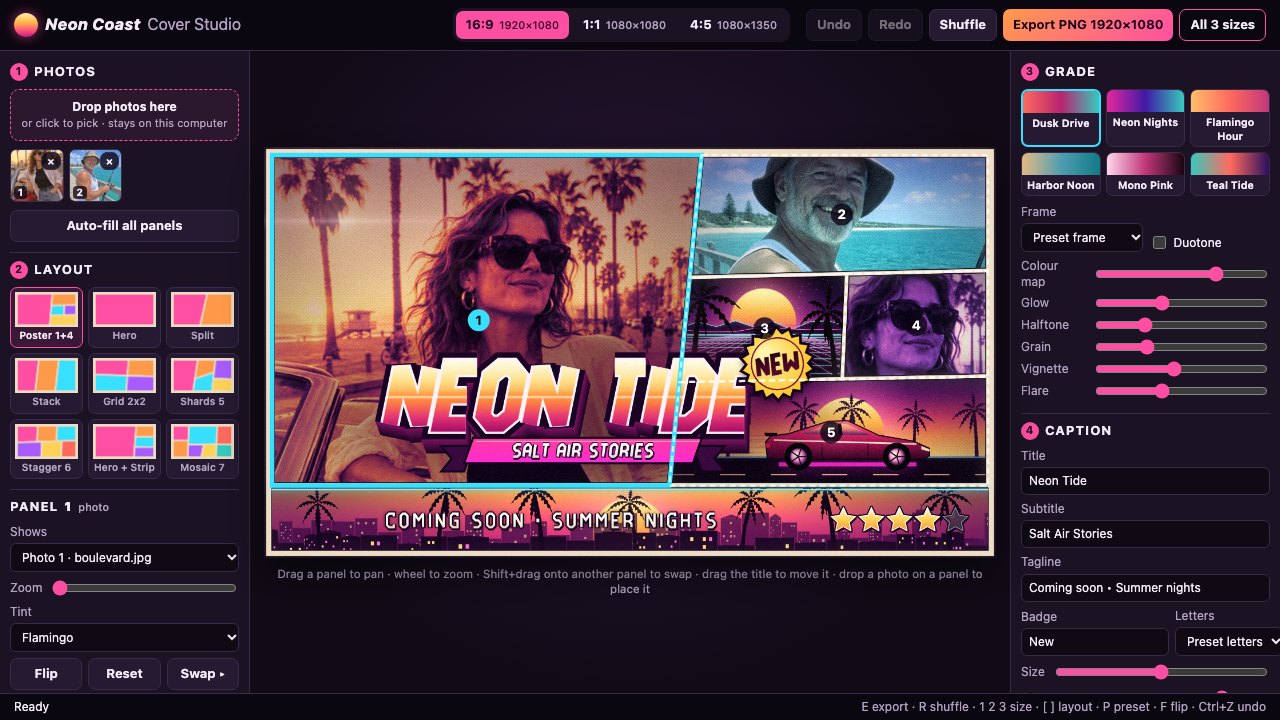 Neon Coast Cover Studio
16:9 1920×1080
1:1 1080×1080
4:5 1080×1350
Undo
Redo
Shuffle
Export PNG 1920×1080
All 3 sizes
1 PHOTOS
Drop photos here
or click to pick · stays on this computer
1 ×
2 ×
Auto-fill all panels
2 LAYOUT
Poster 1+4
Hero
Split
Stack
Grid 2x2
Shards 5
Stagger 6
Hero + Strip
Mosaic 7
PANEL 1 photo
Shows
Photo 1 · boulevard.jpg
Zoom
Tint
Flamingo
Flip
Reset
Swap ▸
1
2
3
4
5
NEW
NEON TIDE
SALT AIR STORIES
COMING SOON · SUMMER NIGHTS
Drag a panel to pan · wheel to zoom · Shift+drag onto another panel to swap · drag the title to move it · drop a photo on a panel to
place it
3 GRADE
Dusk Drive
Neon Nights
Flamingo
Hour
Harbor Noon
Mono Pink
Teal Tide
Frame
Preset frame
Duotone
Colour
map
Glow
Halftone
Grain
Vignette
Flare
4 CAPTION
Title
Neon Tide
Subtitle
Salt Air Stories
Tagline
Coming soon • Summer nights
Badge
Letters
New
Preset letters
Size
Ready
E export · R shuffle · 1 2 3 size · [ ] layout · P preset · F flip · Ctrl+Z undo